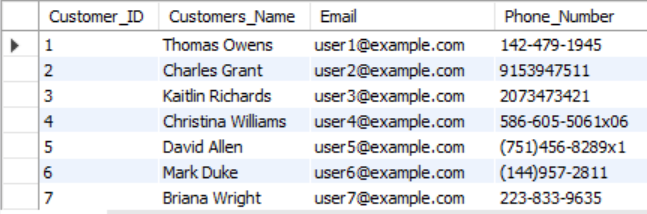 Customer_ID Customers_Name Email Phone_Number
1 Thomas Owens user1@example.com 142-479-1945
2 Charles Grant user2@example.com 9153947511
3 Kaitlin Richards user3@example.com 2073473421
4 Christina Williams user4@example.com 586-605-5061x06
5 David Allen user5@example.com (751)456-8289x1
6 Mark Duke user6@example.com (144)957-2811
7 Briana Wright user7@example.com 223-833-9635